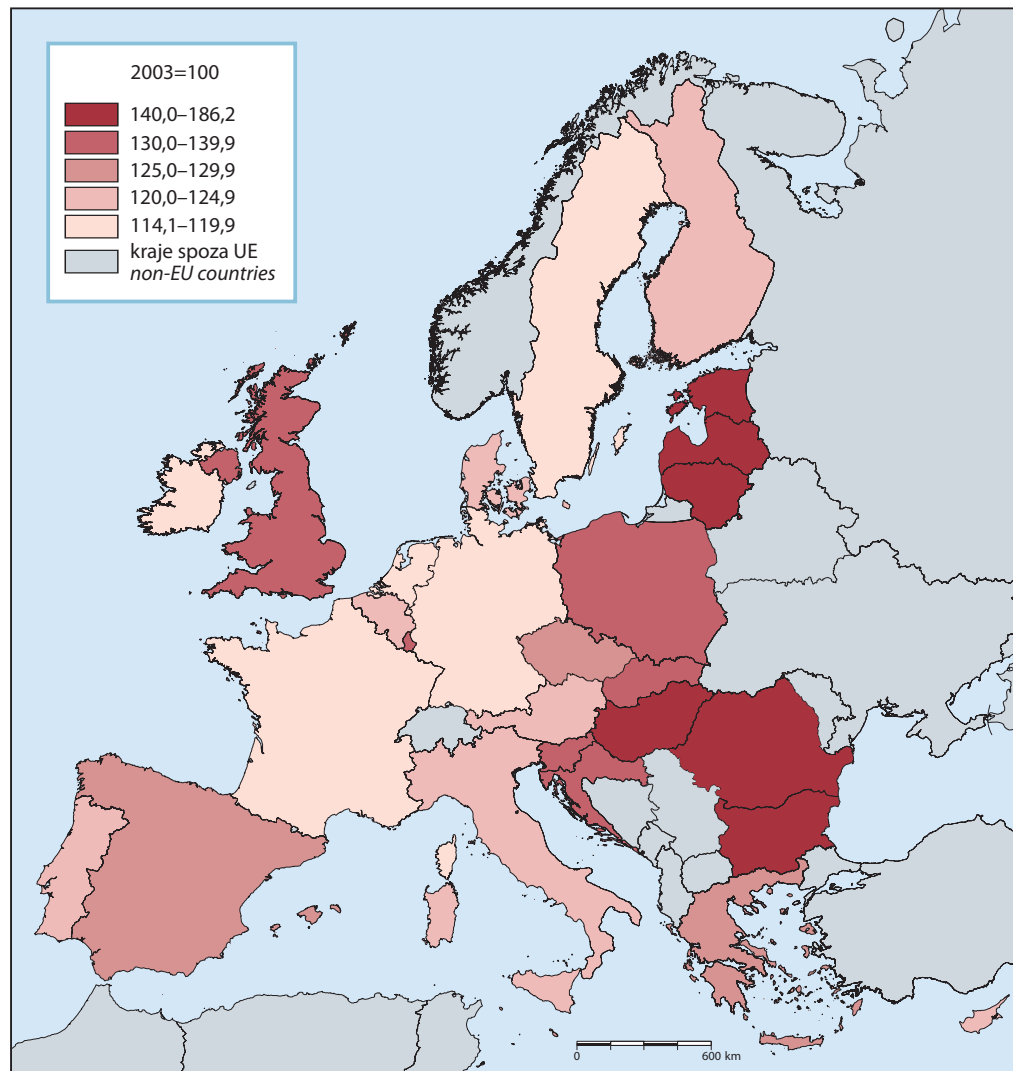 2003=100
140,0–186,2
130,0–139,9
125,0–129,9
120,0–124,9
114,1–119,9
kraje spoza UE
non-EU countries
0 600 km